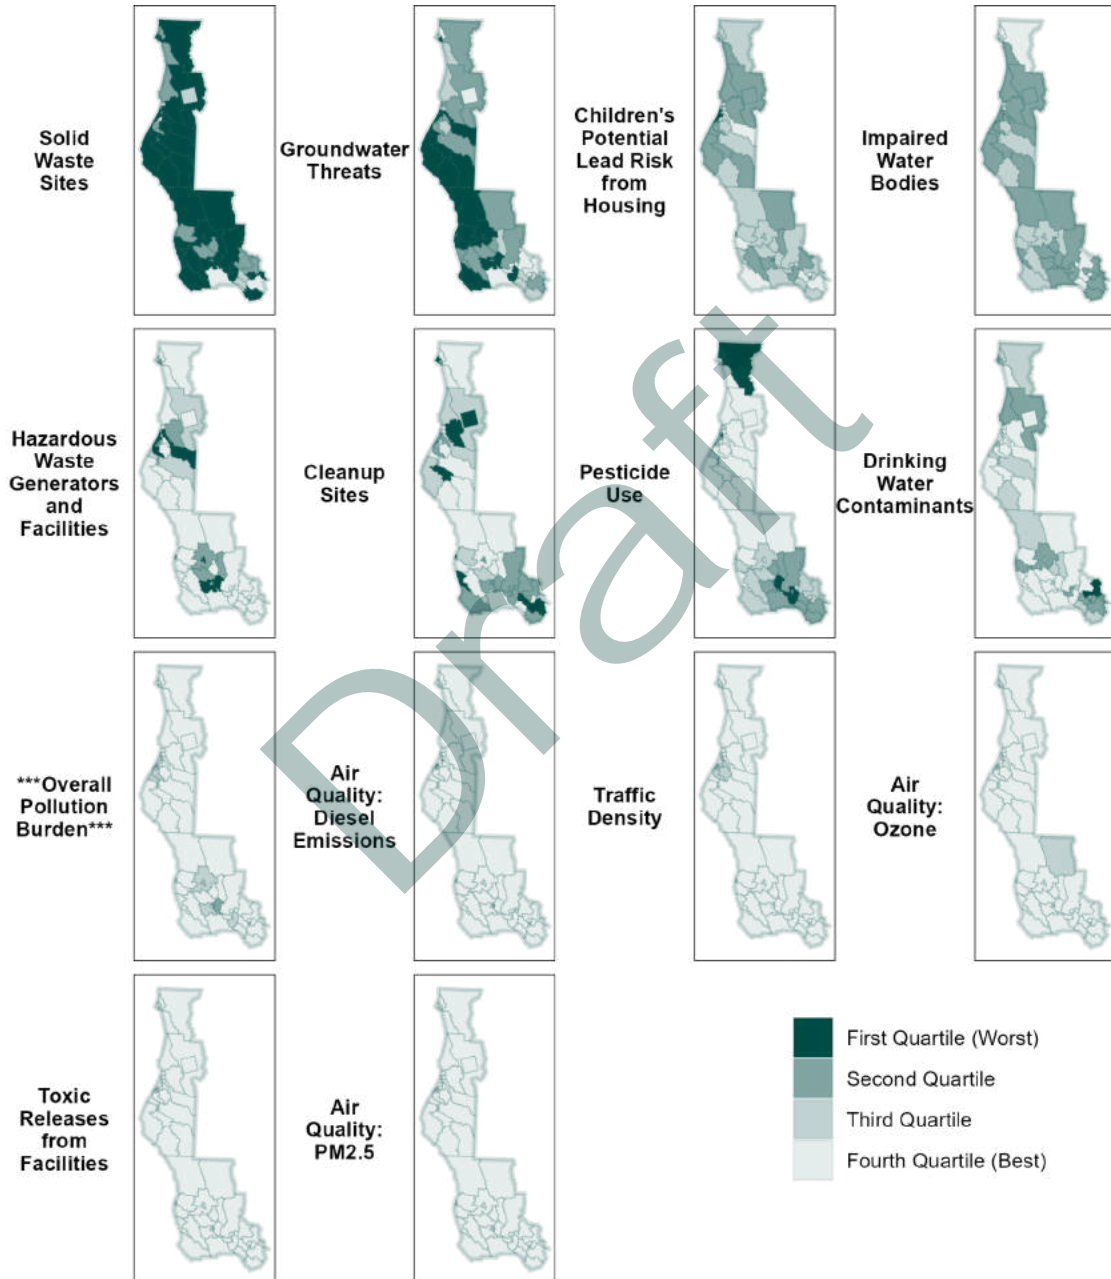 Solid
Waste
Sites
Groundwater
Threats
Children's
Potential
Lead Risk
from
Housing
Impaired
Water
Bodies
Hazardous
Waste
Generators
and
Facilities
Cleanup
Sites
Pesticide
Use
Drinking
Water
Contaminants
***Overall
Pollution
Burden***
Air
Quality:
Diesel
Emissions
Traffic
Density
Air
Quality:
Ozone
Toxic
Releases
from
Facilities
Air
Quality:
PM2.5
First Quartile (Worst)
Second Quartile
Third Quartile
Fourth Quartile (Best)
Draft